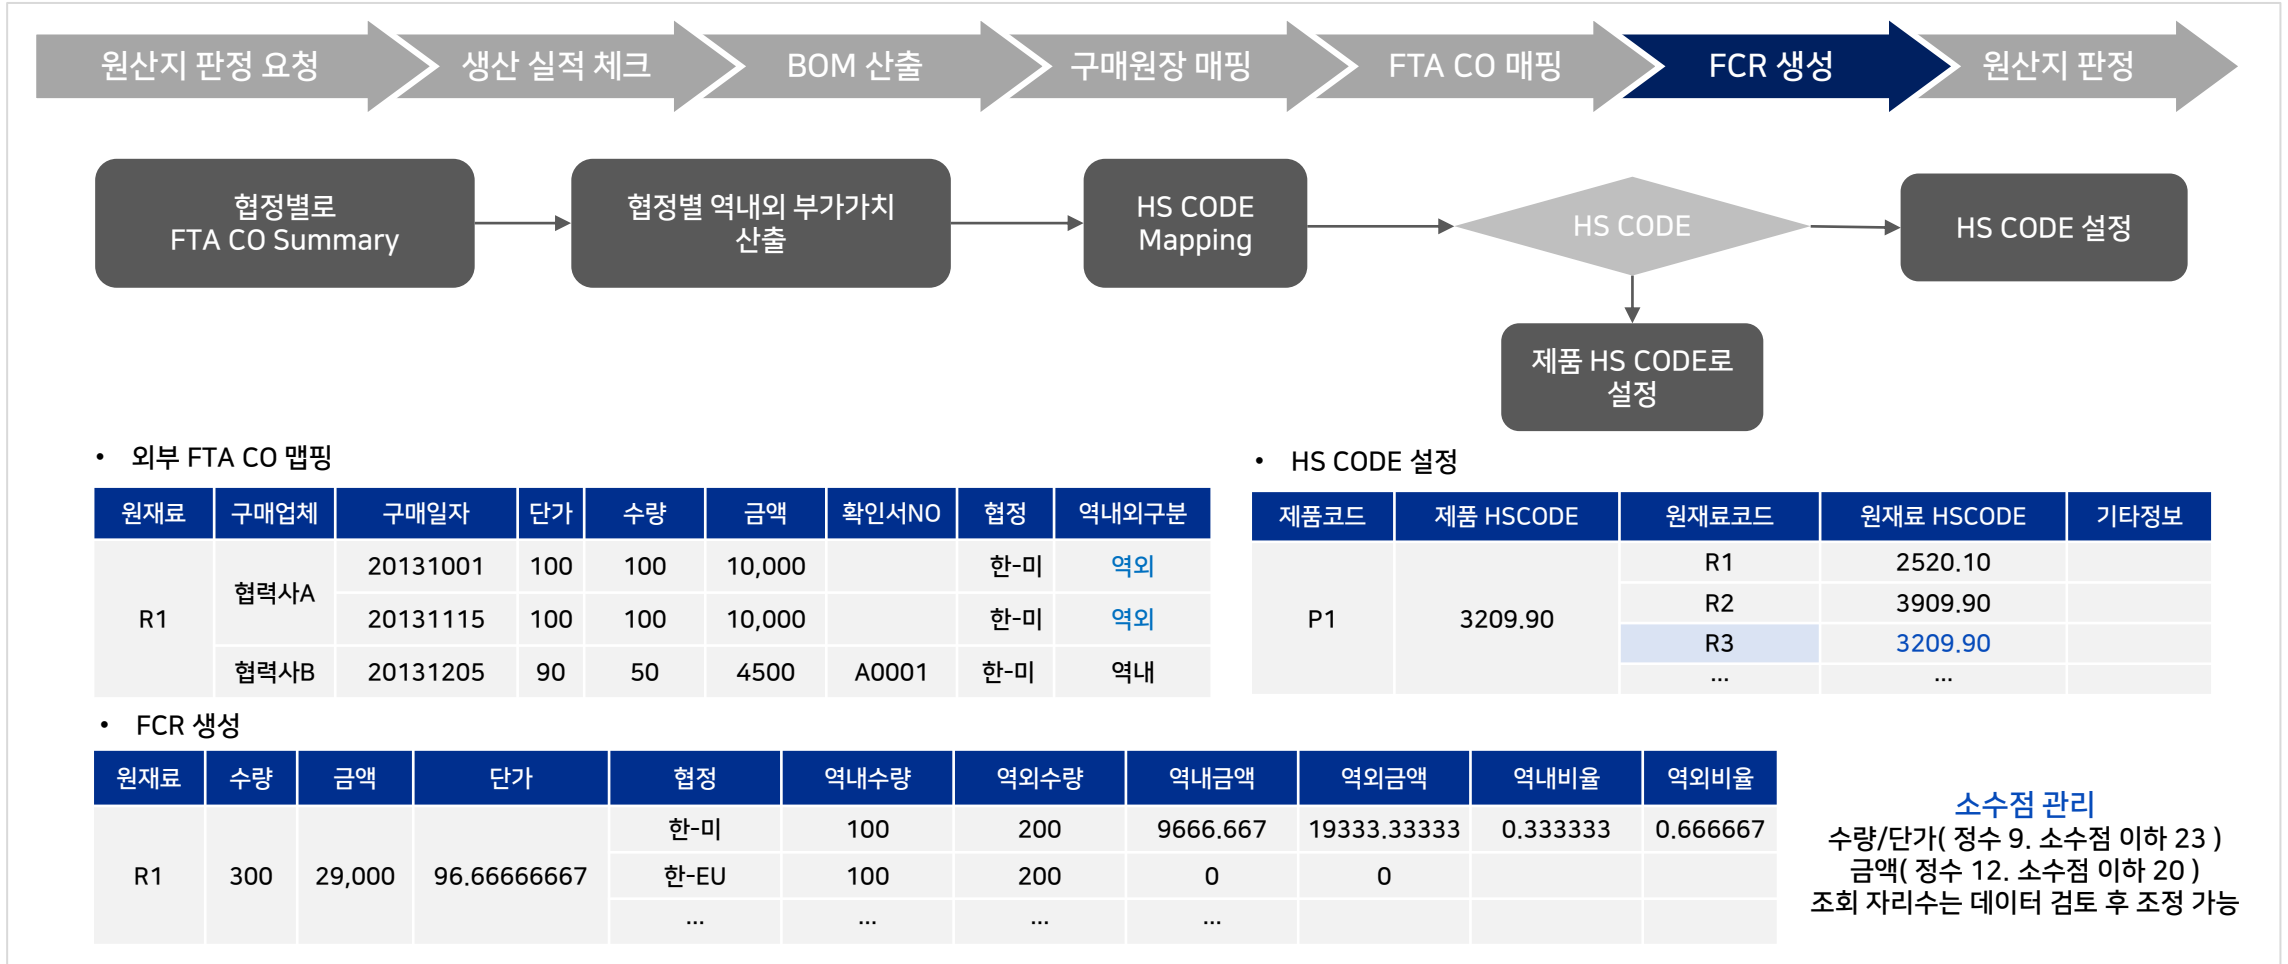 원산지 판정 요청
생산 실적 체크
BOM 산출
구매원장 매핑
FTA CO 매핑
FCR 생성
원산지 판정
협정별로
FTA CO Summary
협정별 역내외 부가가치
산출
HS CODE
Mapping
HS CODE
HS CODE 설정
제품 HS CODE로
설정
• 외부 FTA CO 맵핑
원재료 구매업체 구매일자 단가 수량 금액 확인서NO 협정 역내외구분
R1 협력사A 20131001 100 100 10,000 한-미 역외
20131115 100 100 10,000 한-미 역외
협력사B 20131205 90 50 4500 A0001 한-미 역내
• HS CODE 설정
제품코드 제품 HSCODE 원재료코드 원재료 HSCODE 기타정보
P1 3209.90 R1 2520.10
R2 3909.90
R3 3209.90
... ...
• FCR 생성
원재료 수량 금액 단가 협정 역내수량 역외수량 역내금액 역외금액 역내비율 역외비율
R1 300 29,000 96.66666667 한-미 100 200 9666.667 19333.33333 0.333333 0.666667
한-EU 100 200 0 0
... ... ... ...
소수점 관리
수량/단가( 정수 9. 소수점 이하 23 )
금액( 정수 12. 소수점 이하 20 )
조회 자리수는 데이터 검토 후 조정 가능